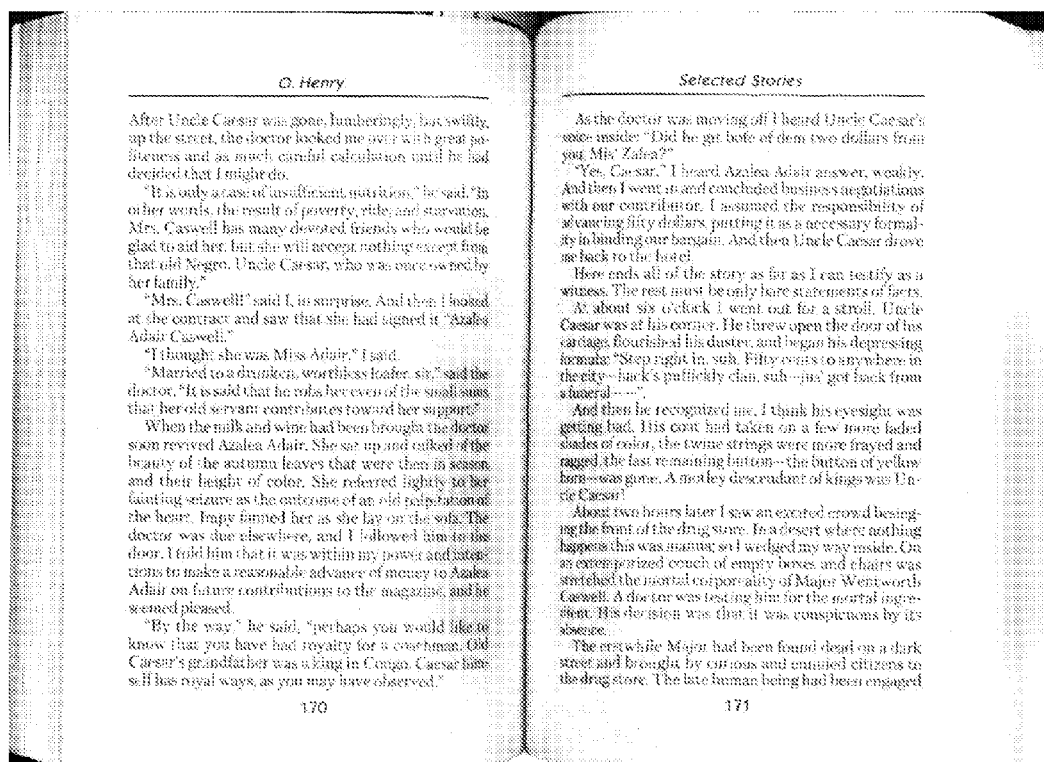 O. Henry
After Uncle Caesar was gone, lumberingly, but swiftly,
up the street, the doctor looked me over with great po-
liteness and as much careful calculation until he had
decided that I might do.
"It is only a case of insufficient nutrition," he said. "In
other words, the result of poverty, pride, and starvation.
Mrs. Caswell has many devoted friends who would be
glad to aid her, but she will accept nothing except from
that old Negro, Uncle Caesar, who was once owned by
her family."
"Mrs. Caswell!" said I, in surprise. And then I looked
at the contract and saw that she had signed it "Azalea
Adair Caswell."
"I thought she was Miss Adair," I said.
"Married to a drunken, worthless loafer, sir," said the
doctor. "It is said that he robs her even of the small sums
that her old servant contributes toward her support."
When the milk and wine had been brought the doctor
soon revived Azalea Adair. She sat up and talked of the
beauty of the autumn leaves that were then in season,
and their height of color. She referred lightly to her
fainting seizure as the outcome of an old palpitation of
the heart. Impy fanned her as she lay on the sofa. The
doctor was due elsewhere, and I followed him to the
door. I told him that it was within my power and inten-
tions to make a reasonable advance of money to Azalea
Adair on future contributions to the magazine, and he
seemed pleased.
"By the way," he said, "perhaps you would like to
know that you have had royalty for a coachman. Old
Caesar's grandfather was a king in Congo. Caesar him-
self has royal ways, as you may have observed."
170
Selected Stories
As the doctor was moving off I heard Uncle Caesar's
voice inside: "Did he git bofe of dem two dollars from
you, Mis' Zalea?"
"Yes, Caesar," I heard Azalea Adair answer, weakly.
And then I went in and concluded business negotiations
with our contributor. I assumed the responsibility of
advancing fifty dollars, putting it as a necessary formal-
ity in binding our bargain. And then Uncle Caesar drove
me back to the hotel.
Here ends all of the story as far as I can testify as a
witness. The rest must be only bare statements of facts.
At about six o'clock I went out for a stroll. Uncle
Caesar was at his corner. He threw open the door of his
carriage, flourished his duster, and began his depressing
formula: "Step right in, suh. Fifty cents to anywhere in
the city—hack's puffickly clean, suh—jus' got back from
a funeral——".
And then he recognized me. I think his eyesight was
getting bad. His coat had taken on a few more faded
shades of color, the twine strings were more frayed and
ragged, the last remaining button—the button of yellow
horn—was gone. A motley descendant of kings was Un-
cle Caesar!
About two hours later I saw an excited crowd besieg-
ing the front of the drug store. In a desert where nothing
happens this was manna; so I wedged my way inside. On
an extemporized couch of empty boxes and chairs was
stretched the mortal corporeality of Major Wentworth
Caswell. A doctor was testing him for the mortal ingre-
dient. His decision was that it was conspicuous by its
absence.
The erstwhile Major had been found dead on a dark
street and brought by curious and ennuied citizens to
the drug store. The late human being had been engaged
171